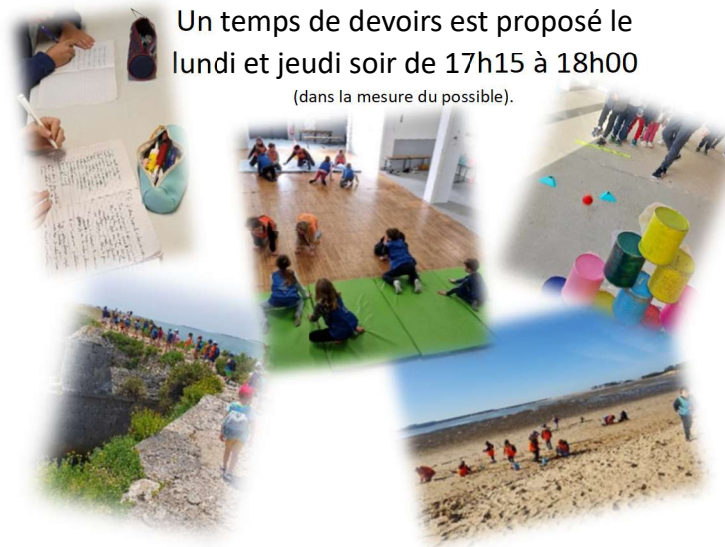 Un temps de devoirs est proposé le
lundi et jeudi soir de 17h15 à 18h00
(dans la mesure du possible).